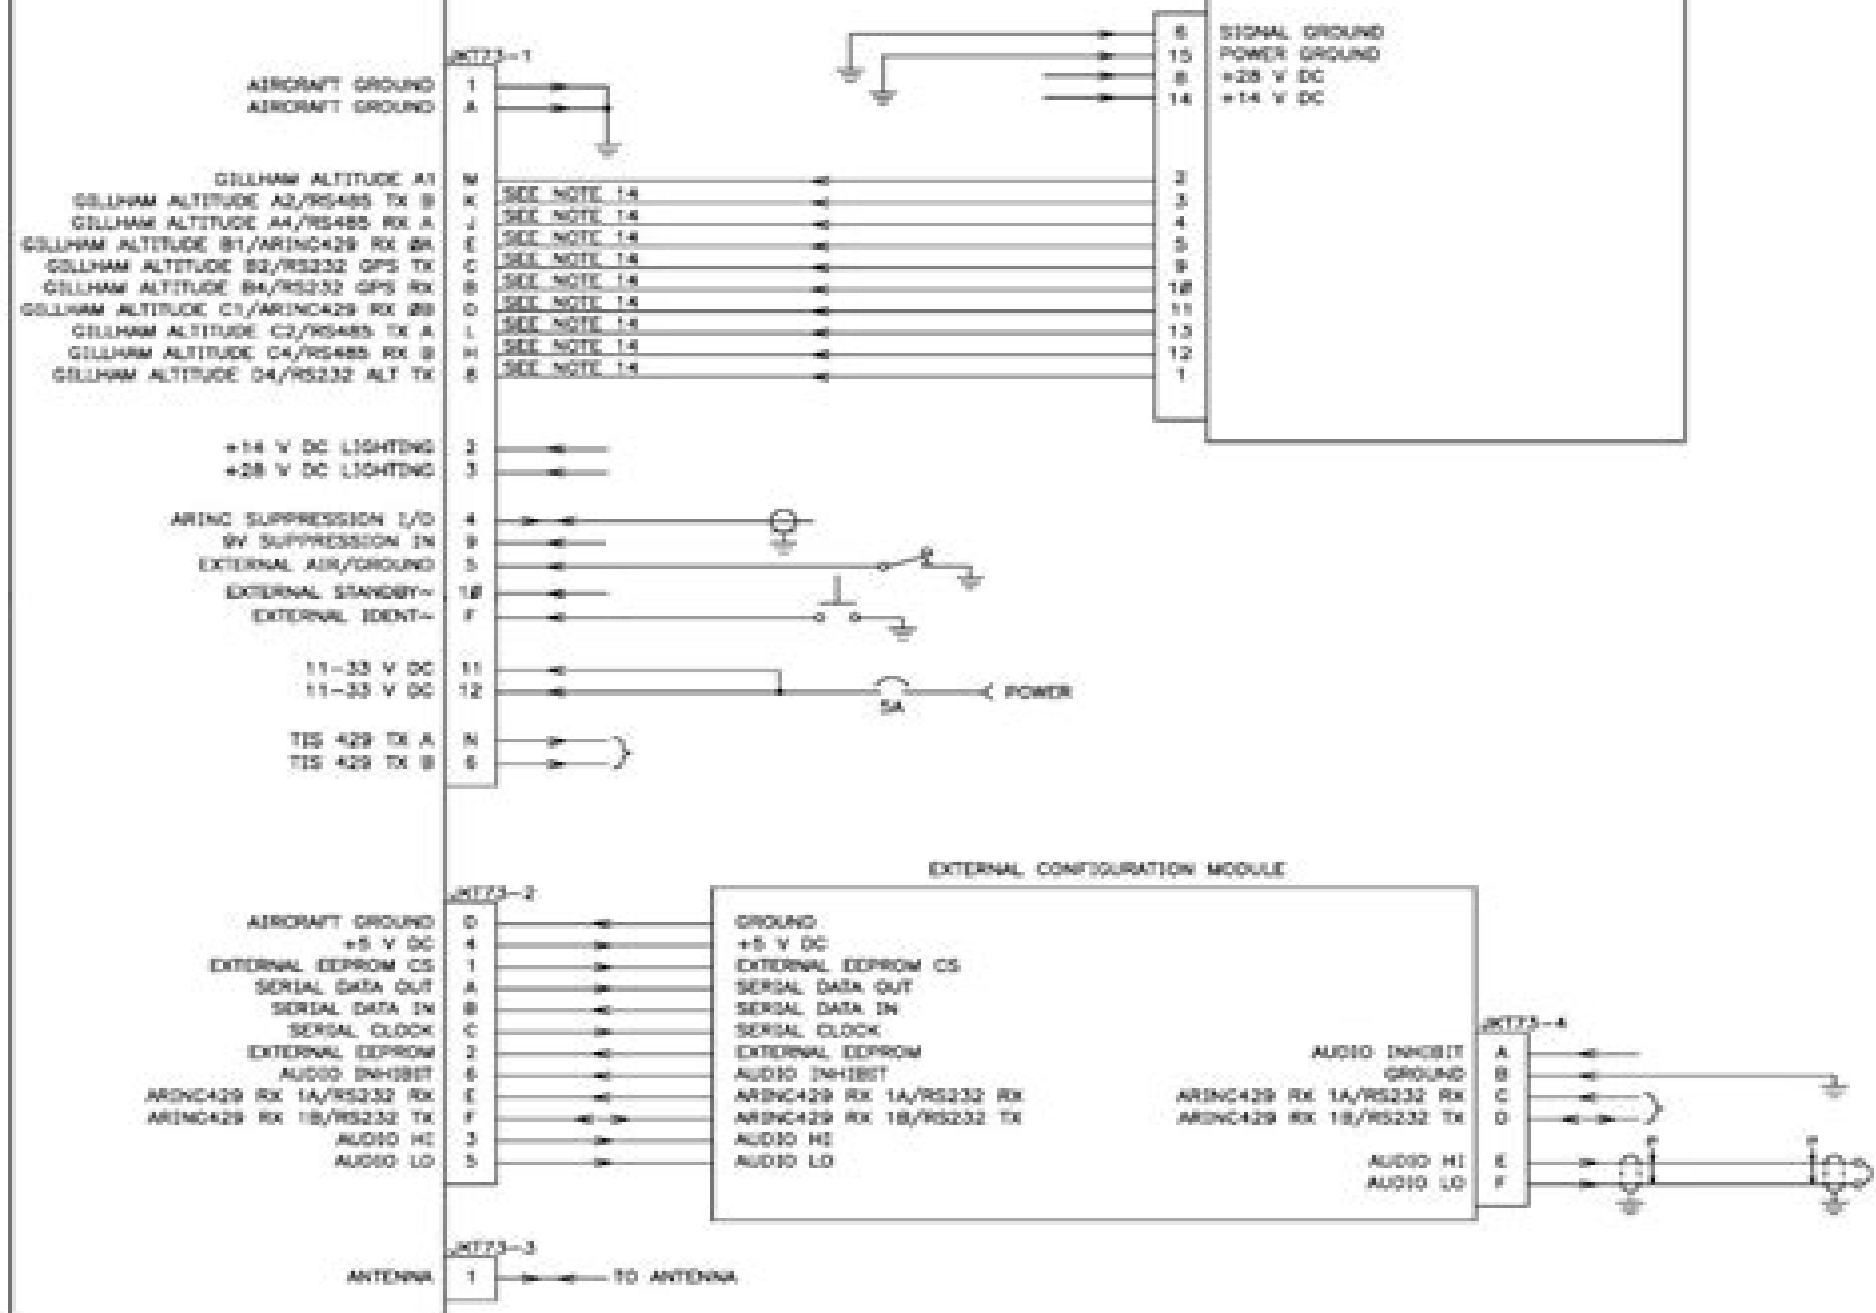 6 SIGNAL GROUND
15 POWER GROUND
8 +28 V DC
14 +14 V DC
JKT73-1
AIRCRAFT GROUND 1
AIRCRAFT GROUND A
GILLHAM ALTITUDE A1 M 2
GILLHAM ALTITUDE A2/RS485 TX B K SEE NOTE 14 3
GILLHAM ALTITUDE A4/RS485 RX A J SEE NOTE 14 4
GILLHAM ALTITUDE B1/ARINC429 RX ØA E SEE NOTE 14 5
GILLHAM ALTITUDE B2/RS232 GPS TX C SEE NOTE 14 9
GILLHAM ALTITUDE B4/RS232 GPS RX B SEE NOTE 14 1Ø
GILLHAM ALTITUDE C1/ARINC429 RX ØB D SEE NOTE 14 11
GILLHAM ALTITUDE C2/RS485 TX A L SEE NOTE 14 13
GILLHAM ALTITUDE C4/RS485 RX B H SEE NOTE 14 12
GILLHAM ALTITUDE D4/RS232 ALT TX 8 SEE NOTE 14 1
+14 V DC LIGHTING 2
+28 V DC LIGHTING 3
ARINC SUPPRESSION I/O 4
9V SUPPRESSION IN 9
EXTERNAL AIR/GROUND 5
EXTERNAL STANDBY~ 1Ø
EXTERNAL IDENT~ F
11-33 V DC 11
11-33 V DC 12 5A POWER
TIS 429 TX A N
TIS 429 TX B 6
EXTERNAL CONFIGURATION MODULE
JKT73-2
AIRCRAFT GROUND D GROUND
+5 V DC 4 +5 V DC
EXTERNAL EEPROM CS 1 EXTERNAL EEPROM CS
SERIAL DATA OUT A SERIAL DATA OUT
SERIAL DATA IN B SERIAL DATA IN
SERIAL CLOCK C SERIAL CLOCK
EXTERNAL EEPROM 2 EXTERNAL EEPROM
AUDIO INHIBIT 6 AUDIO INHIBIT
ARINC429 RX 1A/RS232 RX E ARINC429 RX 1A/RS232 RX
ARINC429 RX 1B/RS232 TX F ARINC429 RX 1B/RS232 TX
AUDIO HI 3 AUDIO HI
AUDIO LO 5 AUDIO LO
JKT73-4
AUDIO INHIBIT A
GROUND B
ARINC429 RX 1A/RS232 RX C
ARINC429 RX 1B/RS232 TX D
AUDIO HI E
AUDIO LO F
JKT73-3
ANTENNA 1 TO ANTENNA